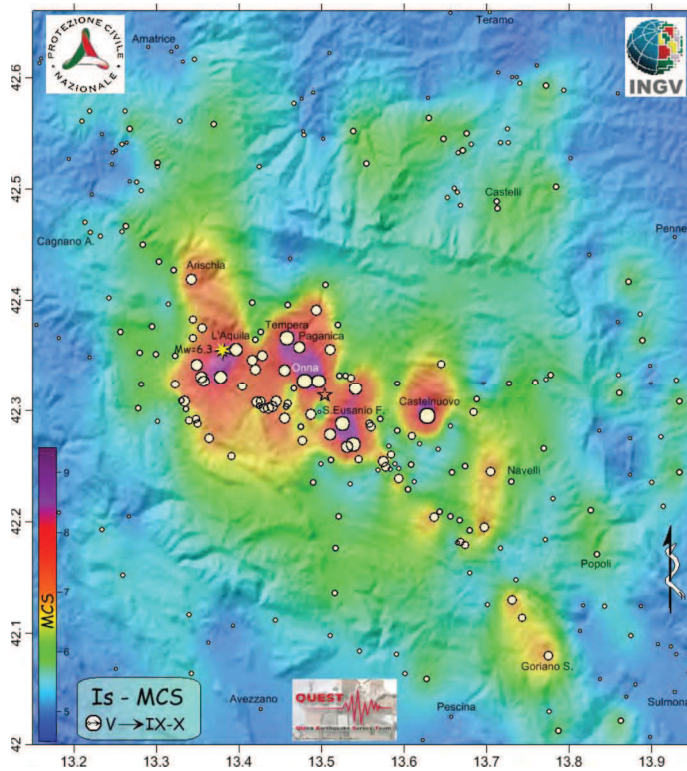 PROTEZIONE CIVILE
NAZIONALE
Amatrice
Teramo
INGV
42.6
42.5
Castelli
Cagnano A.
Penne
Arischia
42.4
L'Aquila
Tempera
Mw=6.3
Paganica
Onna
Castelnuovo
42.3
S.Eusanio F.
MCS
9
8
7
6
5
Navelli
42.2
Popoli
42.1
Goriano S.
Is - MCS
V IX-X
Avezzano
QUEST
Pescina
Sulmona
42
13.2
13.3
13.4
13.5
13.6
13.7
13.8
13.9